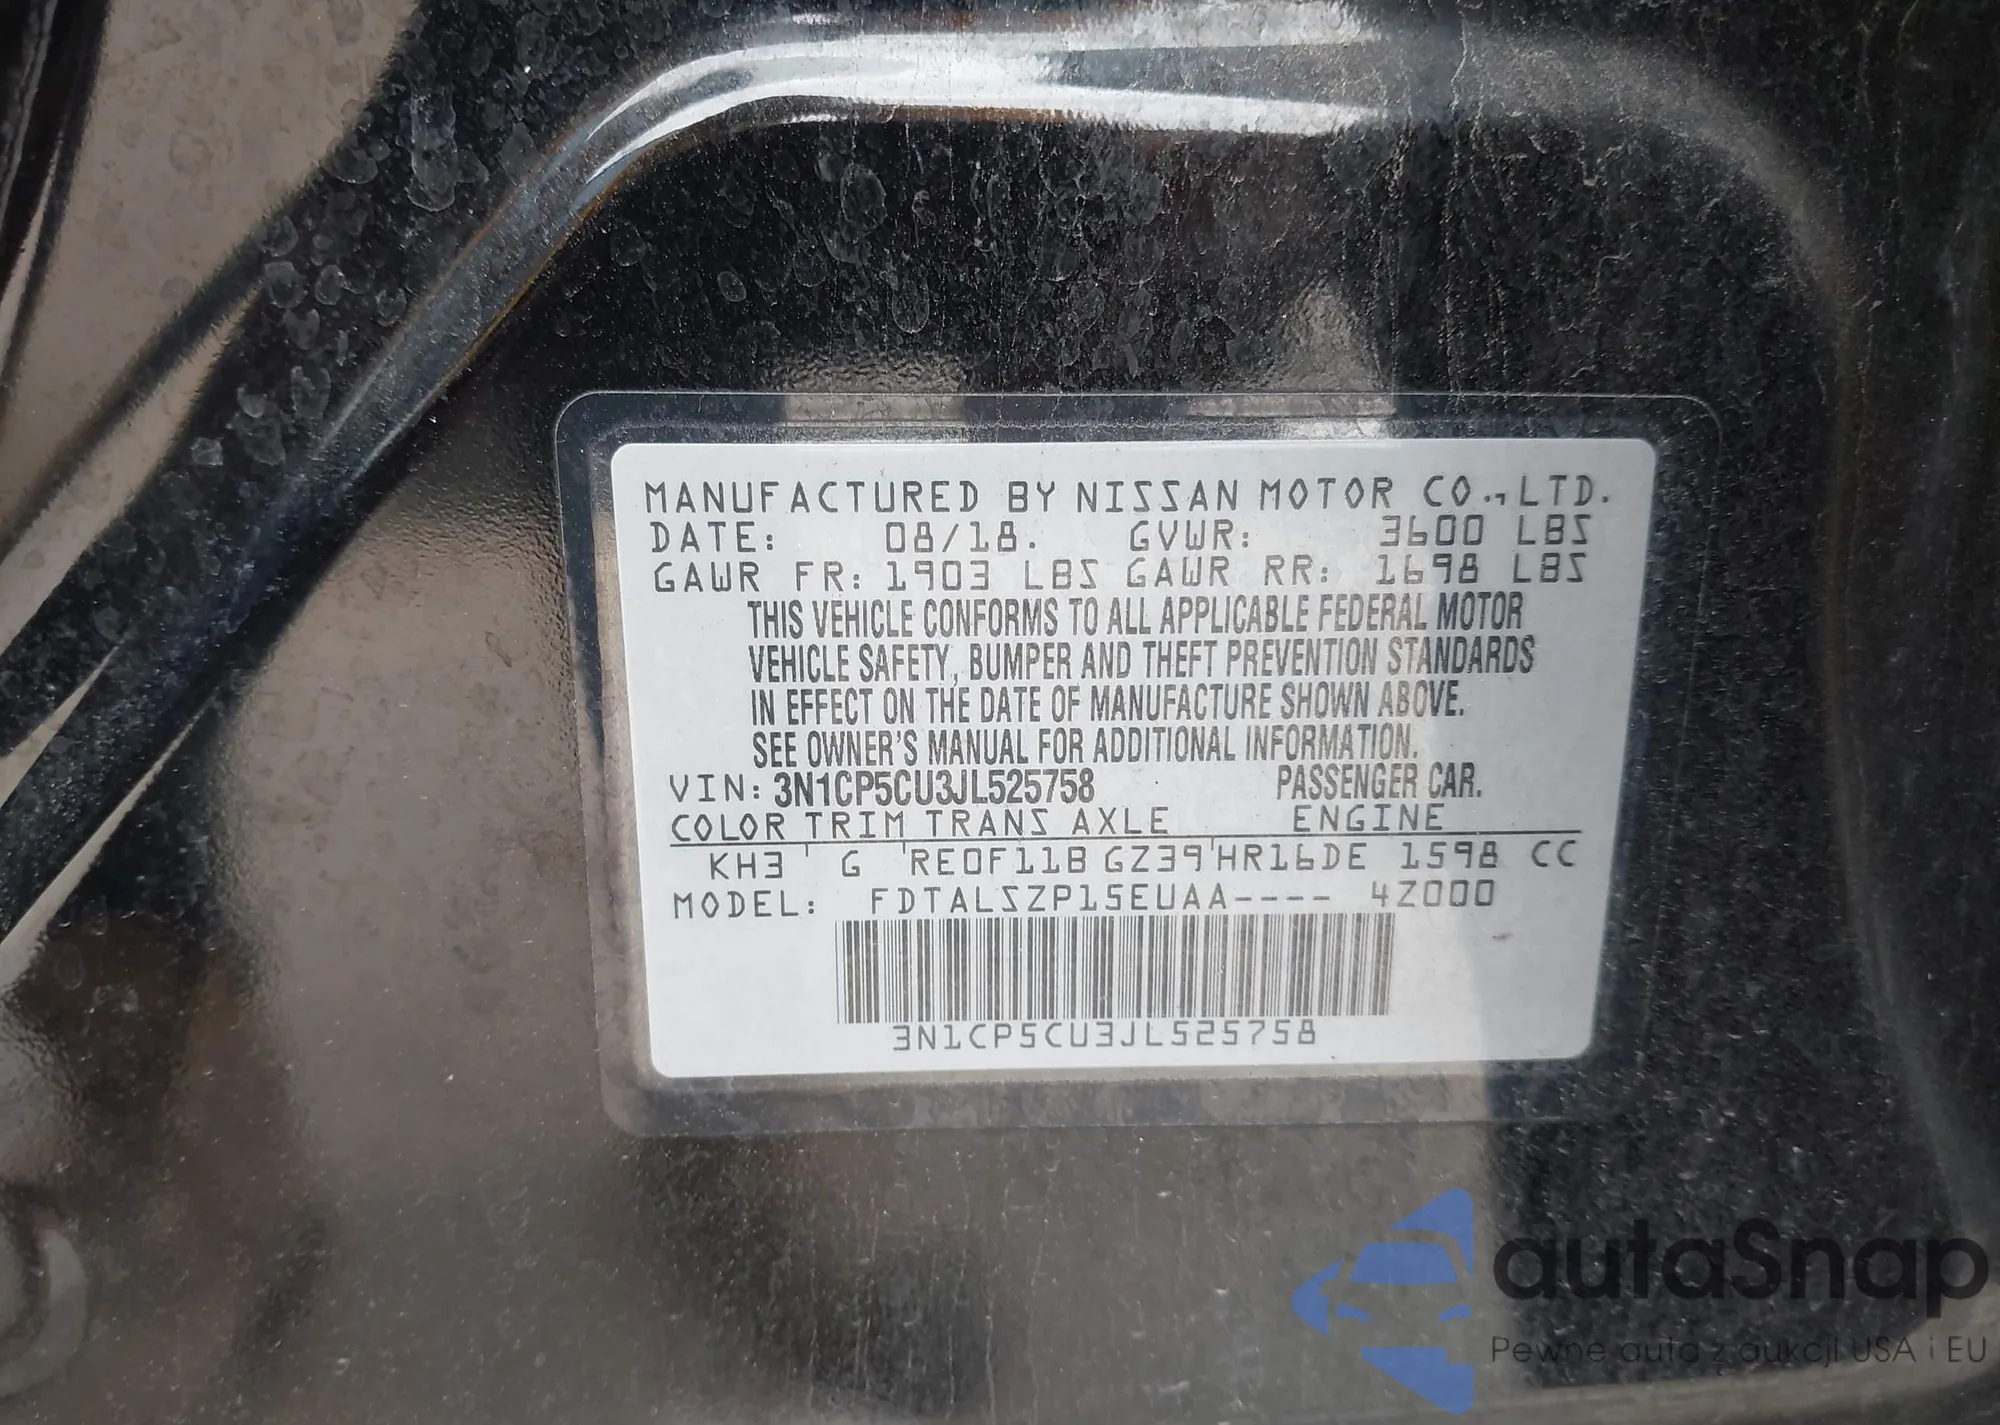 MANUFACTURED BY NISSAN MOTOR CO., LTD.
DATE: 08/18. GVWR: 3600 LBS
GAWR FR: 1903 LBS GAWR RR: 1698 LBS
THIS VEHICLE CONFORMS TO ALL APPLICABLE FEDERAL MOTOR
VEHICLE SAFETY, BUMPER AND THEFT PREVENTION STANDARDS
IN EFFECT ON THE DATE OF MANUFACTURE SHOWN ABOVE.
SEE OWNER'S MANUAL FOR ADDITIONAL INFORMATION.
VIN: 3N1CP5CU3JL525758 PASSENGER CAR.
COLOR TRIM TRANS AXLE ENGINE
KH3 G RE0F11B GZ39 HR16DE 1598 CC
MODEL: FDTALSZP15EUAA---- 4Z000
3N1CP5CU3JL525758
autaSnap
Pewne auta z aukcji USA i EU